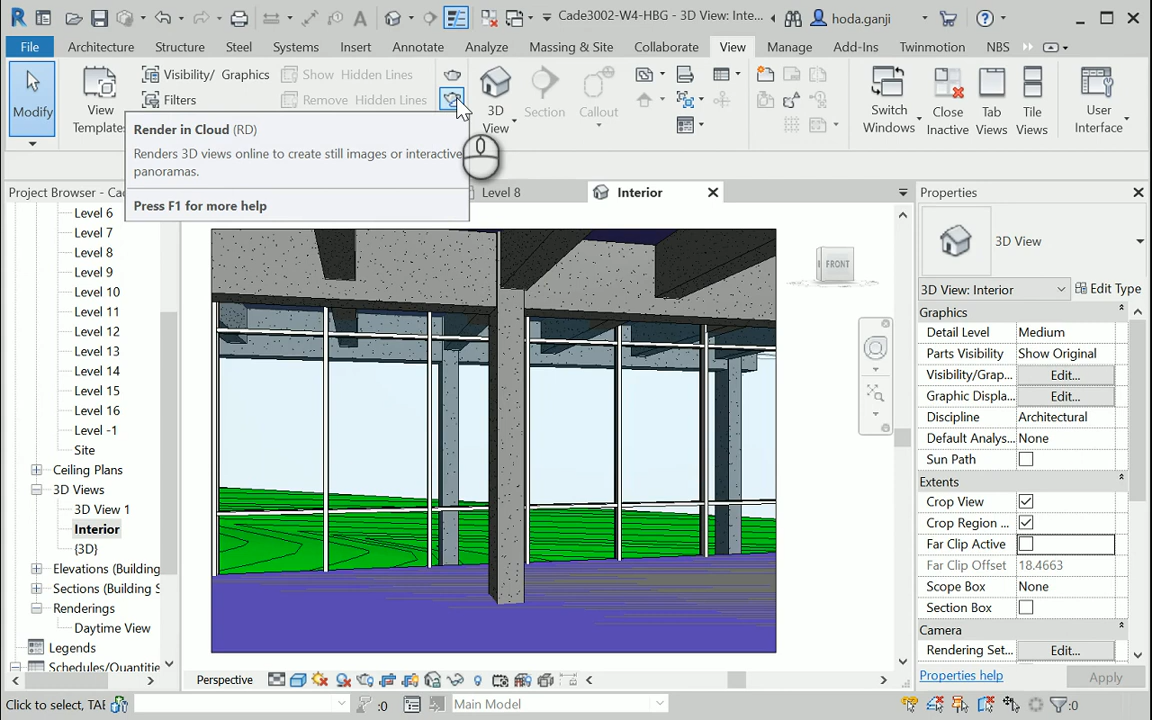 Cade3002-W4-HBG - 3D View: Inte...
hoda.ganji
File Architecture Structure Steel Systems Insert Annotate Analyze Massing & Site Collaborate View Manage Add-Ins Twinmotion NBS
Modify
View
Templates
Visibility/ Graphics
Filters
Show Hidden Lines
Remove Hidden Lines
3D
View
Section
Callout
Switch
Windows
Close
Inactive
Tab
Views
Tile
Views
User
Interface
Render in Cloud (RD)
Renders 3D views online to create still images or interactive
panoramas.
Press F1 for more help
Project Browser - Ca
Level 8
Interior
Properties
Level 6
Level 7
Level 8
Level 9
Level 10
Level 11
Level 12
Level 13
Level 14
Level 15
Level 16
Level -1
Site
Ceiling Plans
3D Views
3D View 1
Interior
{3D}
Elevations (Building
Sections (Building S
Renderings
Daytime View
Legends
Schedules/Quantitie
FRONT
3D View
3D View: Interior
Edit Type
Graphics
Detail Level Medium
Parts Visibility Show Original
Visibility/Grap... Edit...
Graphic Displa... Edit...
Discipline Architectural
Default Analys... None
Sun Path
Extents
Crop View
Crop Region ...
Far Clip Active
Far Clip Offset 18.4663
Scope Box None
Section Box
Camera
Rendering Set... Edit...
Properties help
Apply
Perspective
Click to select, TAE
:0
Main Model
:0